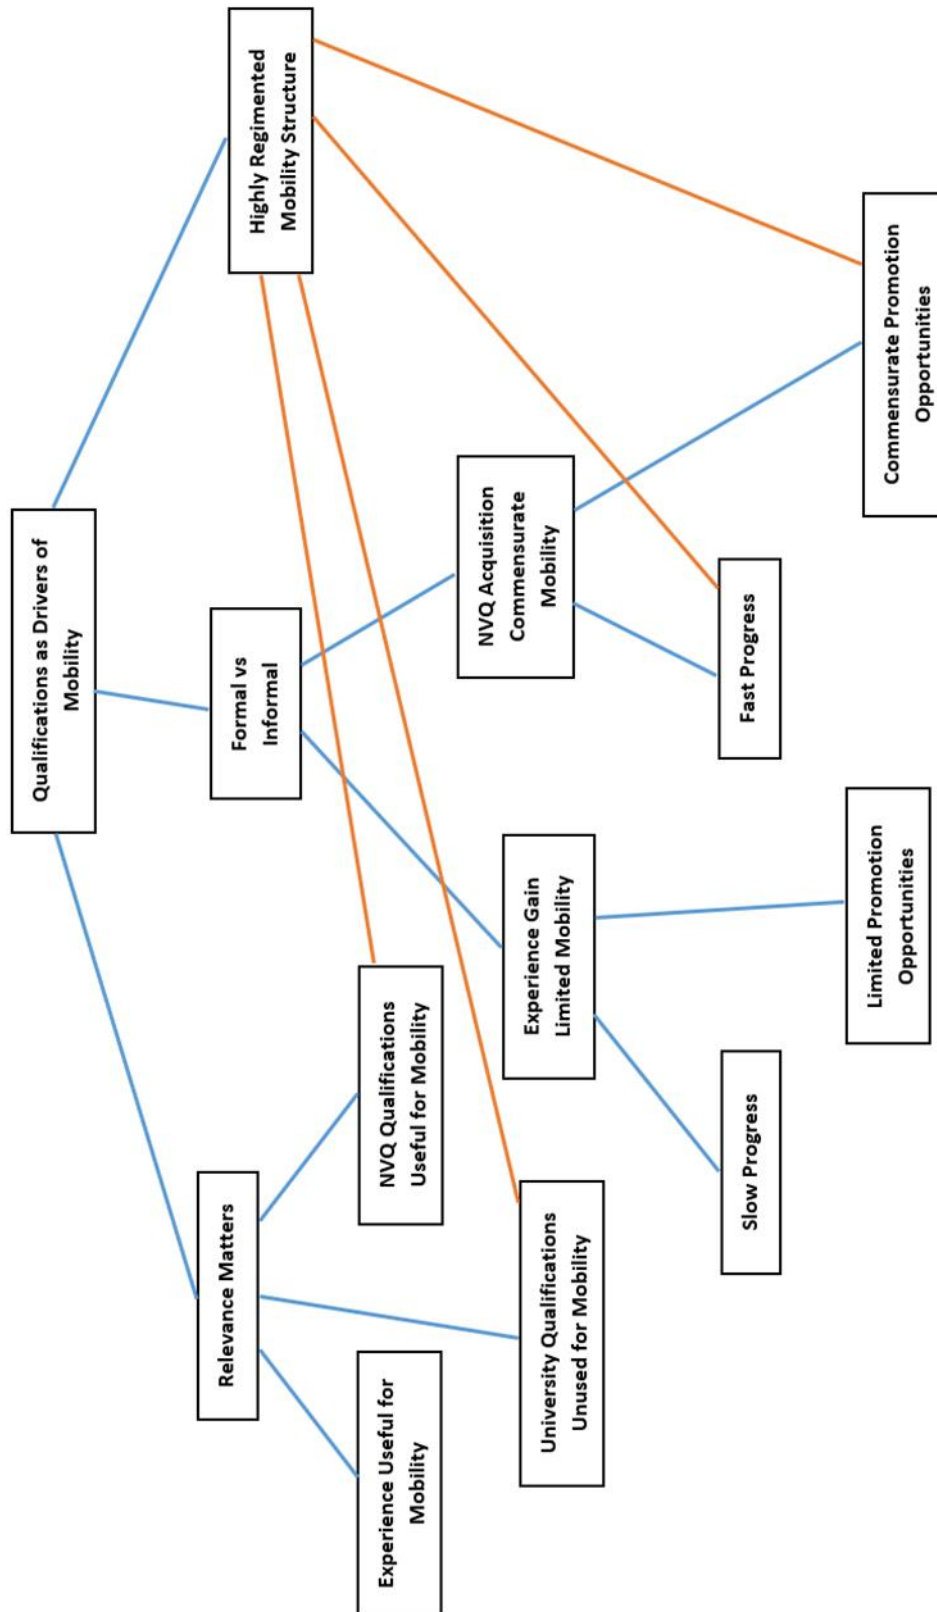 Qualifications as Drivers of
Mobility
Relevance Matters
Formal vs
Informal
Highly Regimented
Mobility Structure
Experience Useful for
Mobility
NVQ Qualifications
Useful for Mobility
University Qualifications
Unused for Mobility
Experience Gain
Limited Mobility
NVQ Acquisition
Commensurate
Mobility
Slow Progress
Fast Progress
Limited Promotion
Opportunities
Commensurate Promotion
Opportunities